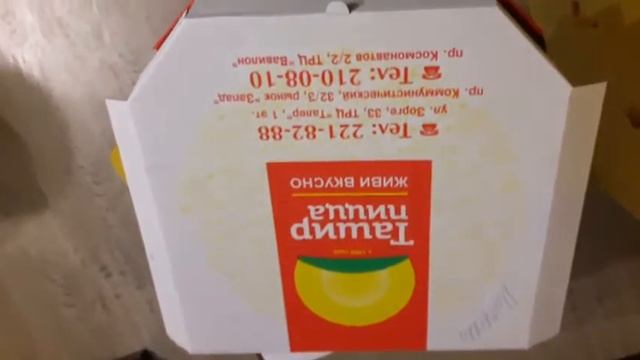 Ташир
пицца
ЖИВИ ВКУСНО
Тел: 221-82-88
ул. Зорге, 33, ТРЦ "Талер", 1 эт.
пр. Коммунистический, 32/3, рынок "Запад"
Тел: 210-08-10
пр. Космонавтов 2/2, ТРЦ "Вавилон"